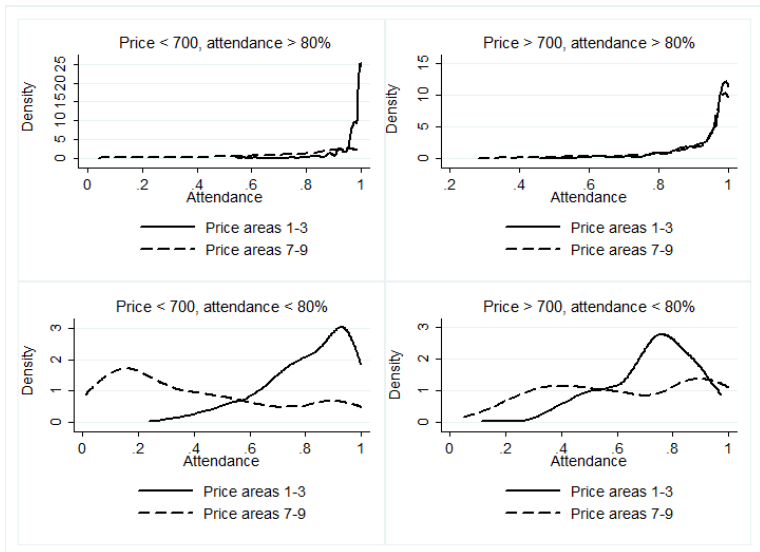 Price < 700, attendance > 80%
Density
0 5 10 15 20 25
0 .2 .4 .6 .8 1
Attendance
Price areas 1-3
Price areas 7-9
Price > 700, attendance > 80%
Density
0 5 10 15
.2 .4 .6 .8 1
Attendance
Price areas 1-3
Price areas 7-9
Price < 700, attendance < 80%
Density
0 1 2 3
0 .2 .4 .6 .8 1
Attendance
Price areas 1-3
Price areas 7-9
Price > 700, attendance < 80%
Density
0 1 2 3
0 .2 .4 .6 .8 1
Attendance
Price areas 1-3
Price areas 7-9